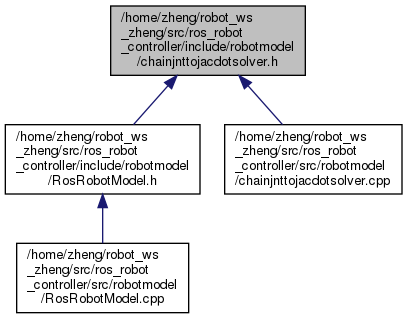 /home/zheng/robot_ws
_zheng/src/ros_robot
_controller/include/robotmodel
/chainjnttojacdotsolver.h
/home/zheng/robot_ws
_zheng/src/ros_robot
_controller/include/robotmodel
/RosRobotModel.h
/home/zheng/robot_ws
_zheng/src/ros_robot
_controller/src/robotmodel
/chainjnttojacdotsolver.cpp
/home/zheng/robot_ws
_zheng/src/ros_robot
_controller/src/robotmodel
/RosRobotModel.cpp